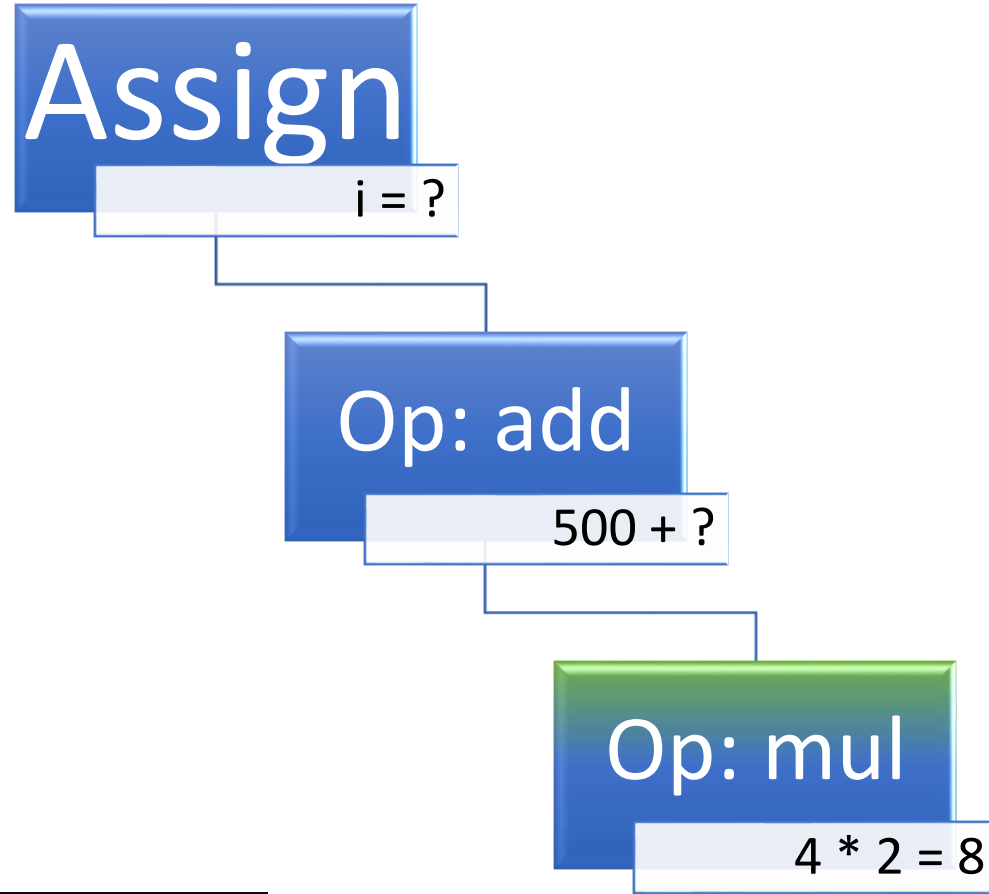 Assign
i = ?
Op: add
500 + ?
Op: mul
4 * 2 = 8